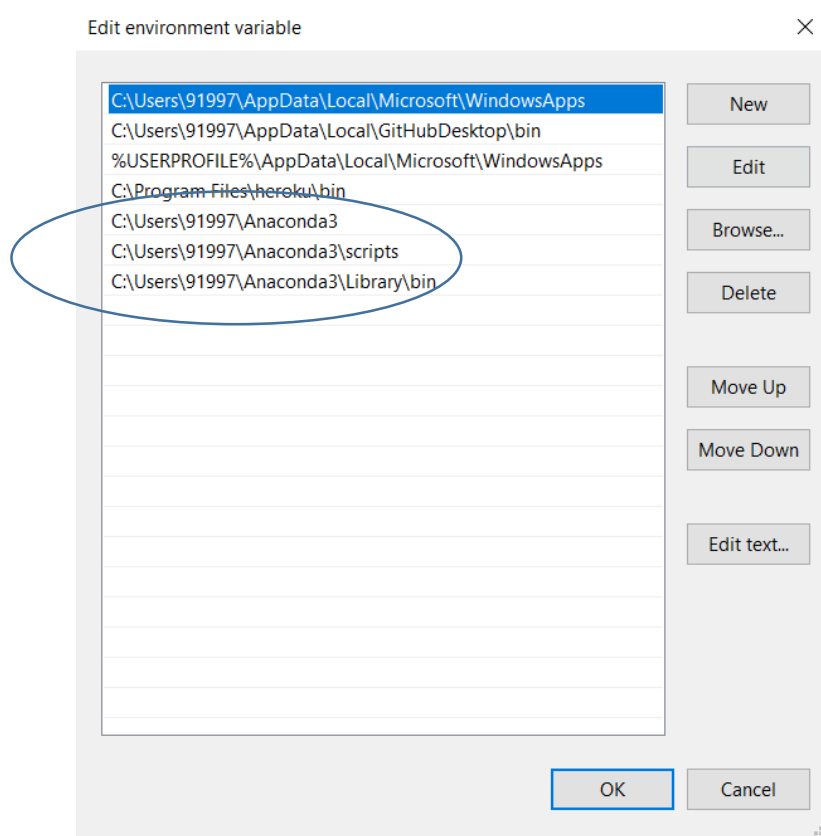 Edit environment variable
C:\Users\91997\AppData\Local\Microsoft\WindowsApps
C:\Users\91997\AppData\Local\GitHubDesktop\bin
%USERPROFILE%\AppData\Local\Microsoft\WindowsApps
C:\Program Files\heroku\bin
C:\Users\91997\Anaconda3
C:\Users\91997\Anaconda3\scripts
C:\Users\91997\Anaconda3\Library\bin
New
Edit
Browse...
Delete
Move Up
Move Down
Edit text...
OK
Cancel